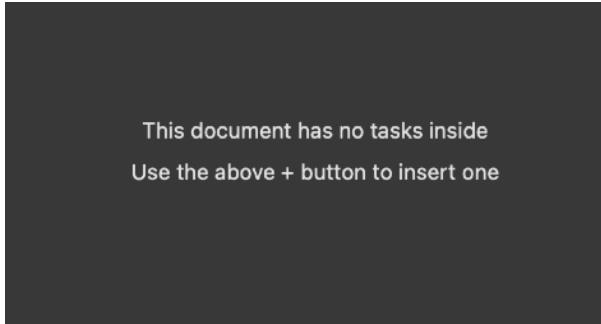 This document has no tasks inside
Use the above + button to insert one